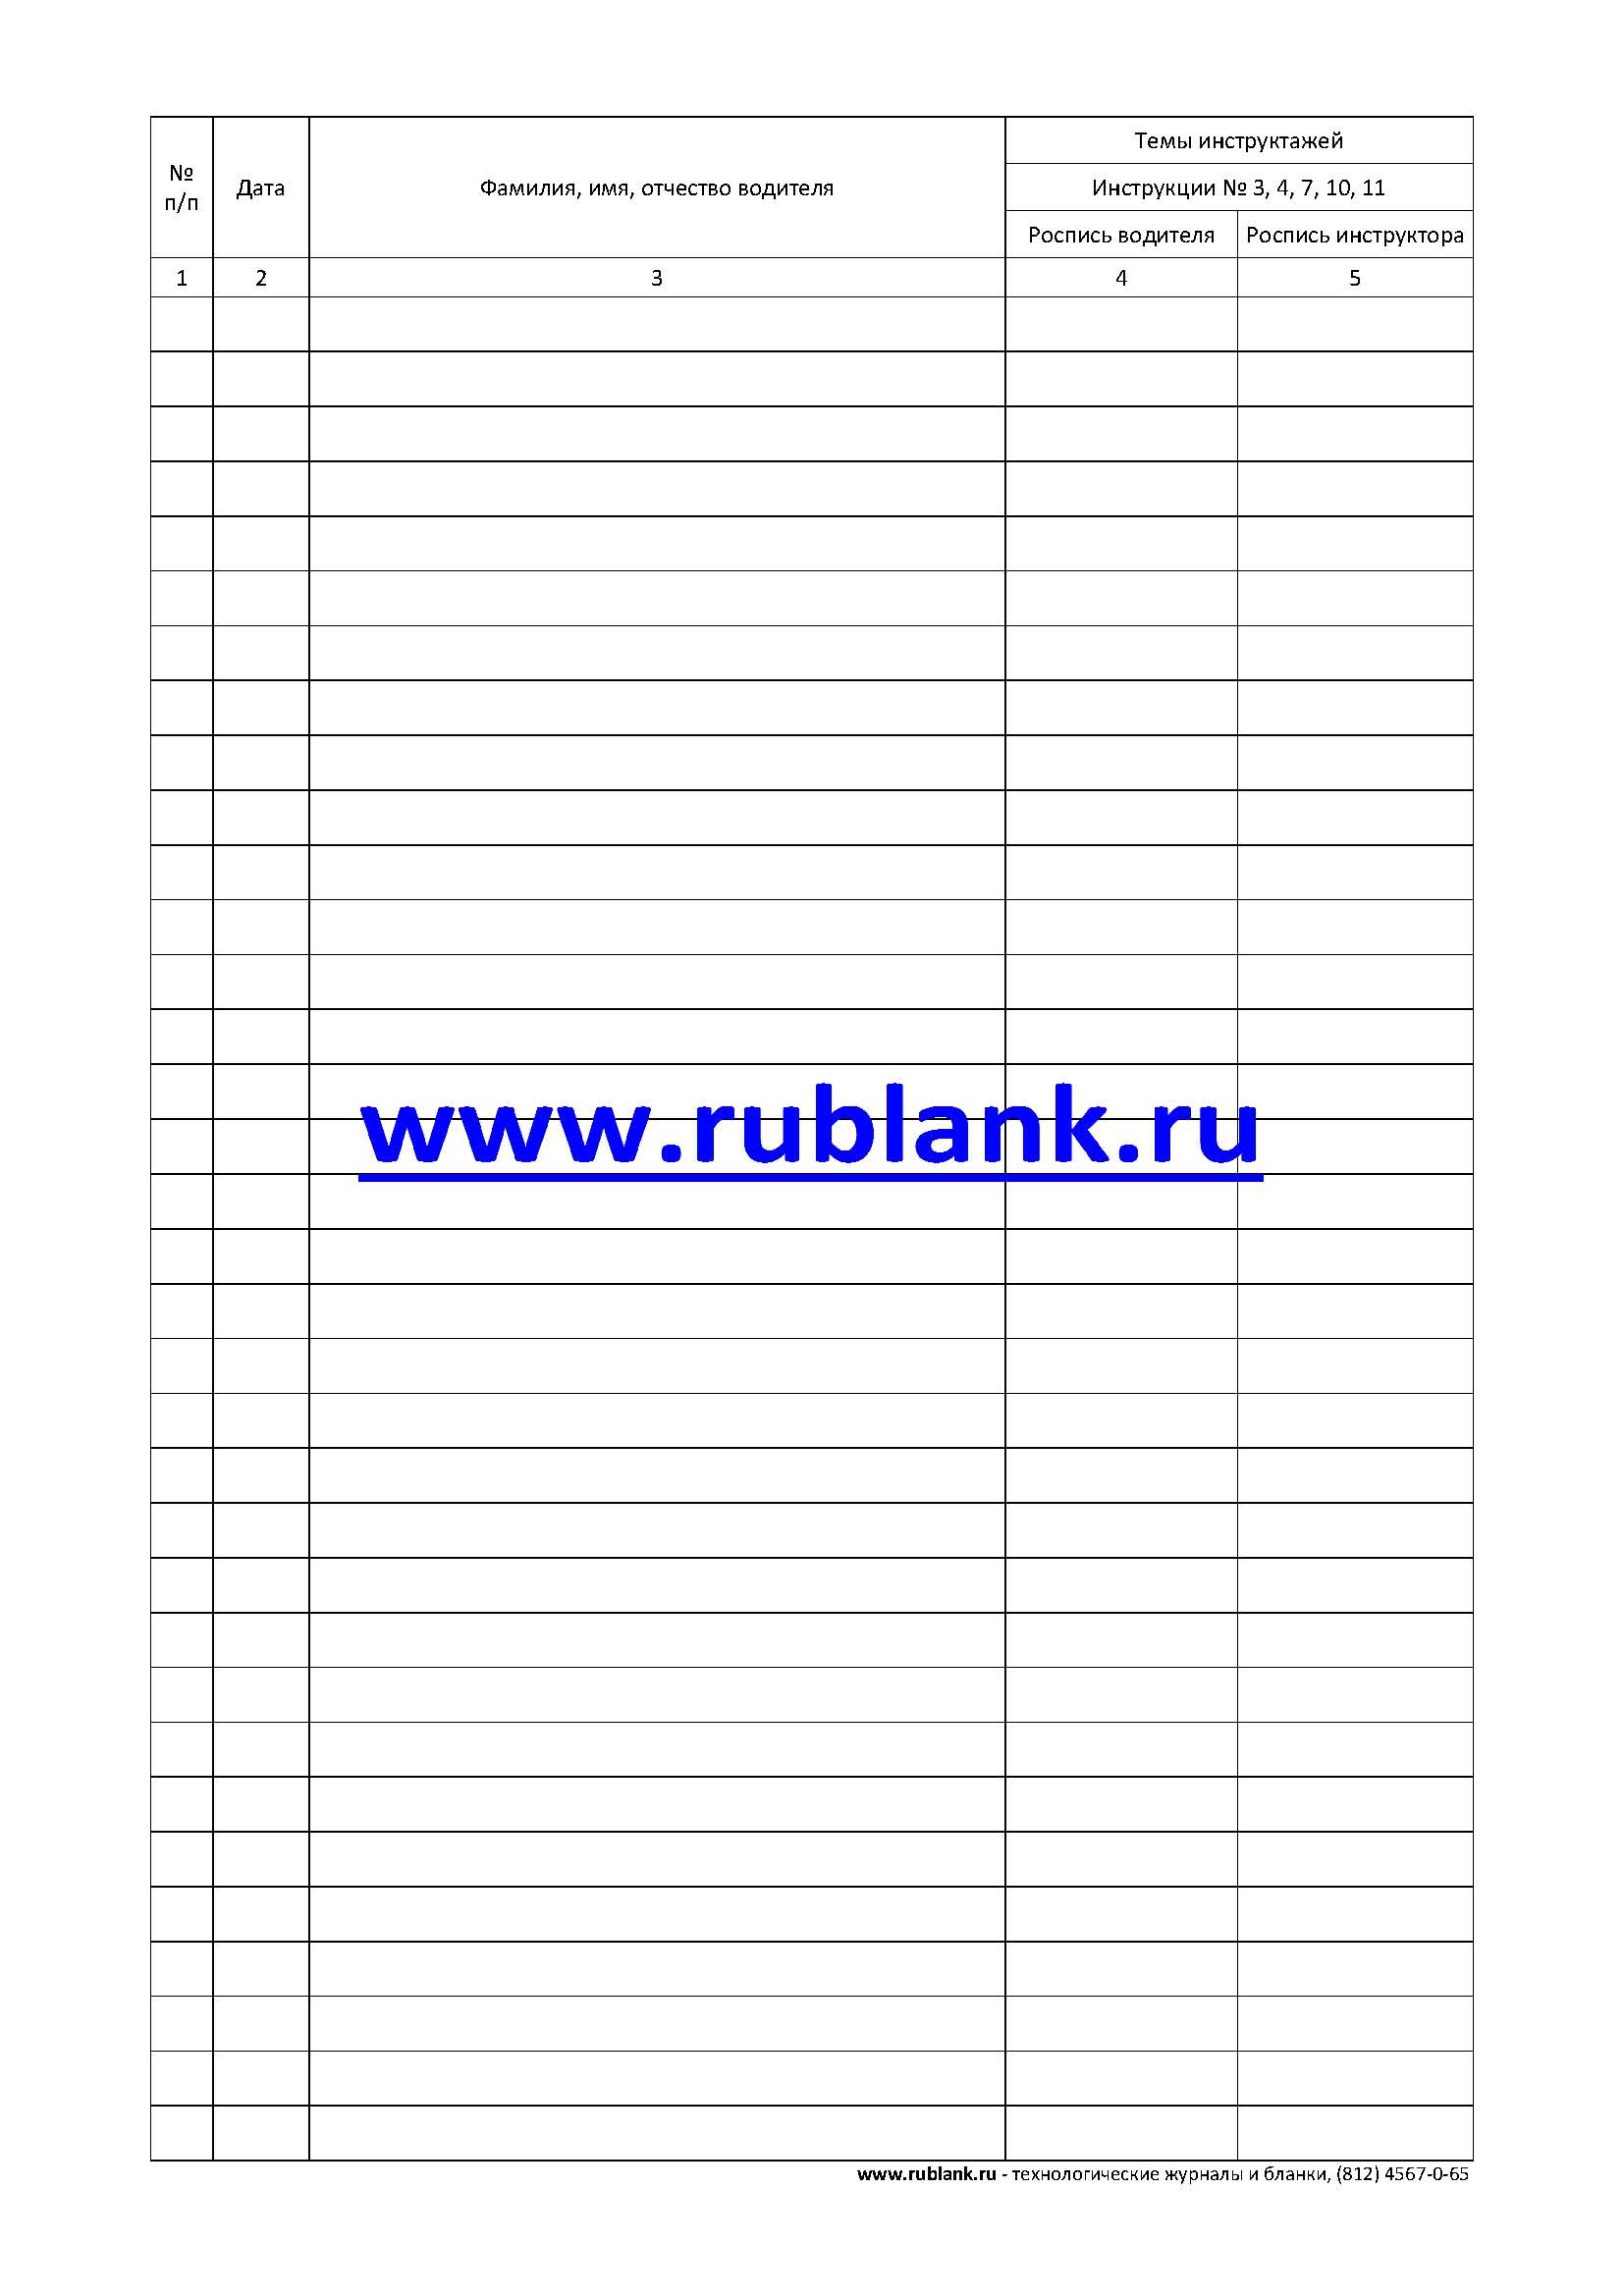 №
п/п
Дата
Фамилия, имя, отчество водителя
Темы инструктажей
Инструкции № 3, 4, 7, 10, 11
Роспись водителя
Роспись инструктора
1 2 3 4 5
www.rublank.ru
www.rublank.ru - технологические журналы и бланки, (812) 4567-0-65